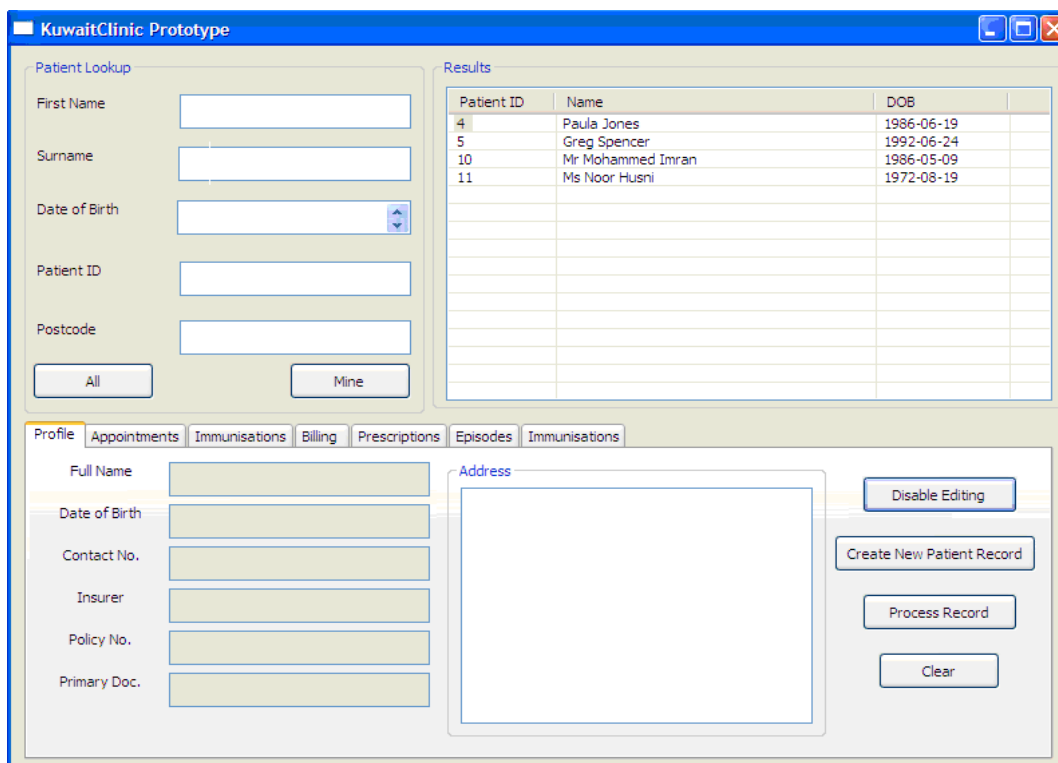 KuwaitClinic Prototype
Patient Lookup
First Name
Surname
Date of Birth
Patient ID
Postcode
All Mine
Results
Patient ID Name DOB
4 Paula Jones 1986-06-19
5 Greg Spencer 1992-06-24
10 Mr Mohammed Imran 1986-05-09
11 Ms Noor Husni 1972-08-19
Profile Appointments Immunisations Billing Prescriptions Episodes Immunisations
Full Name
Date of Birth
Contact No.
Insurer
Policy No.
Primary Doc.
Address
Disable Editing
Create New Patient Record
Process Record
Clear